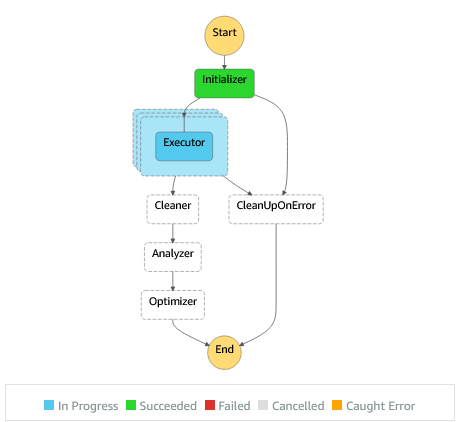 Start
Initializer
Executor
Cleaner
CleanUpOnError
Analyzer
Optimizer
End
In Progress
Succeeded
Failed
Cancelled
Caught Error